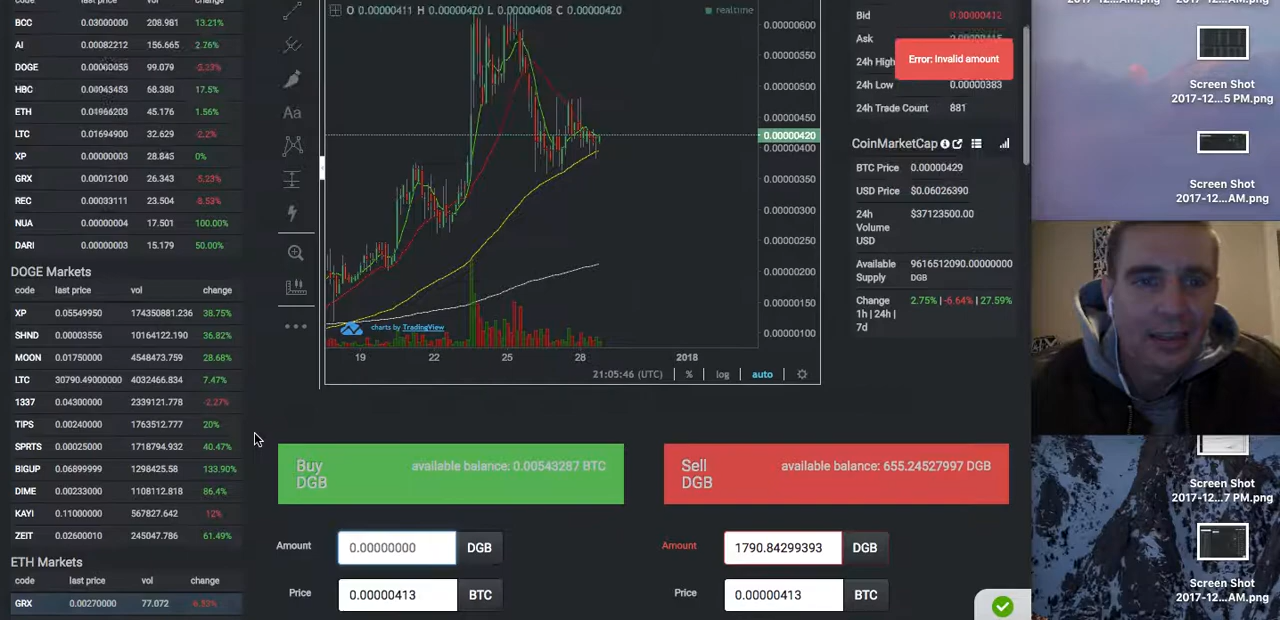 BCC 0.03000000 208.981 13.21%
AI 0.00082212 156.665 2.76%
DOGE 0.00000053 99.079 -2.23%
HBC 0.00043453 68.380 17.5%
ETH 0.01966203 45.176 1.56%
LTC 0.01694900 32.629 -2.2%
XP 0.00000003 28.845 0%
GRX 0.00012100 26.343 -5.23%
REC 0.00033111 23.504 -8.53%
NUA 0.00000004 17.501 100.00%
DARI 0.00000003 15.179 50.00%
DOGE Markets
code last price vol change
XP 0.05549950 174350881.236 38.75%
SHND 0.00003556 10164122.190 36.82%
MOON 0.01750000 4548473.759 28.68%
LTC 30790.49000000 4032466.834 7.47%
1337 0.04300000 2339121.778 -2.27%
TIPS 0.00240000 1763512.777 20%
SPRTS 0.00025000 1718794.932 40.47%
BIGUP 0.06899999 1298425.58 133.90%
DIME 0.00233000 1108112.818 86.4%
KAYI 0.11000000 567827.642 12%
ZEIT 0.02600010 245047.786 61.49%
ETH Markets
code last price vol change
GRX 0.00270000 77.072 -6.83%
Aa
O 0.00000411 H 0.00000420 L 0.00000408 C 0.00000420
realtime
0.00000600
0.00000550
0.00000500
0.00000450
0.00000420
0.00000400
0.00000350
0.00000300
0.00000250
0.00000200
0.00000150
0.00000100
charts by TradingView
19 22 25 28 2018
21:05:46 (UTC) % log auto
Bid 0.00000412
Ask
24h High
Error: Invalid amount
24h Low 0.00000383
24h Trade Count 881
CoinMarketCap
BTC Price 0.00000429
USD Price $0.06026390
24h $37123500.00
Volume
USD
Available 9616512090.00000000
Supply DGB
Change 2.75% | -6.64% | 27.59%
1h | 24h |
7d
Buy available balance: 0.00543287 BTC
DGB
Amount 0.00000000 DGB
Price 0.00000413 BTC
Sell available balance: 655.24527997 DGB
DGB
Amount 1790.84299393 DGB
Price 0.00000413 BTC
Screen Shot
2017-12...5 PM.png
Screen Shot
2017-12...AM.png
Screen Shot
2017-12...7 PM.png
Screen Shot
2017-12...AM.png